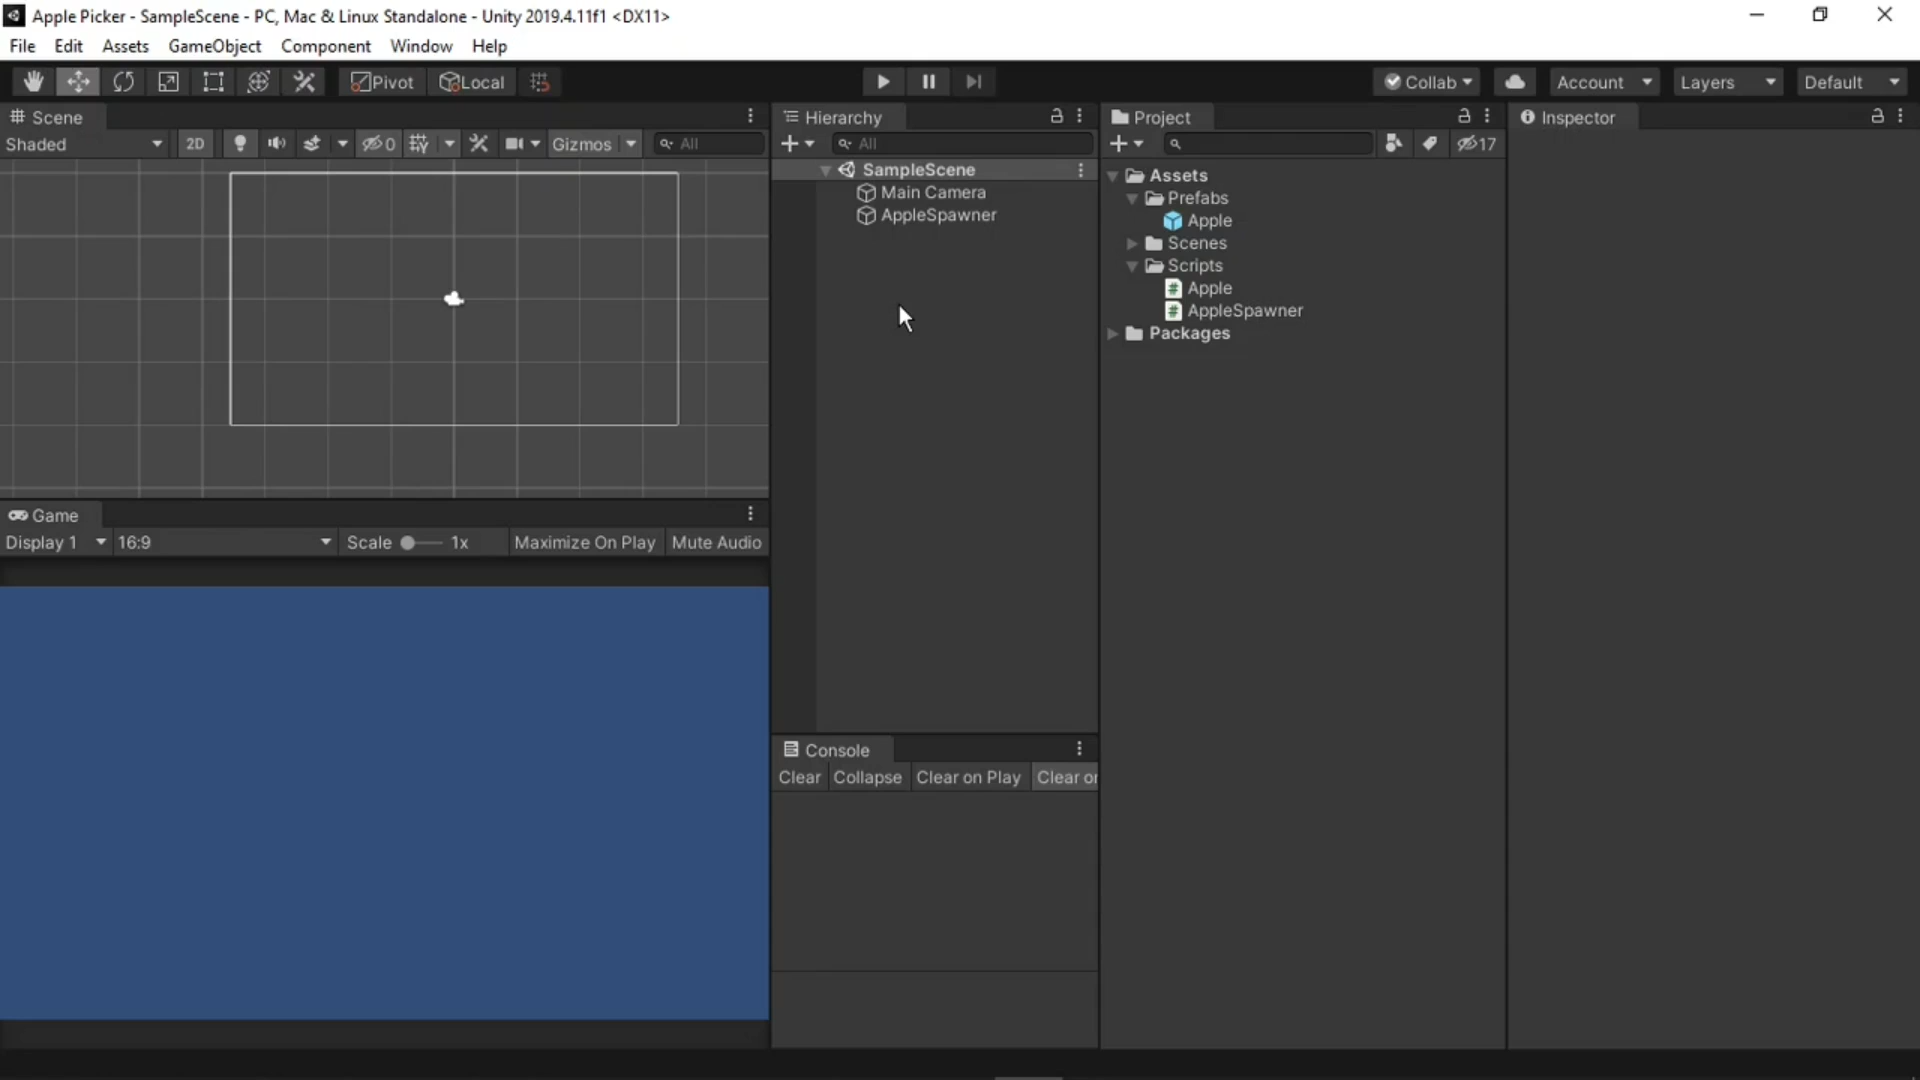 Apple Picker - SampleScene - PC, Mac & Linux Standalone - Unity 2019.4.11f1 <DX11>
File Edit Assets GameObject Component Window Help
Pivot Local Collab Account Layers Default
Scene
Shaded 2D 0 Gizmos All
Hierarchy
All
SampleScene
Main Camera
AppleSpawner
Project
17
Assets
Prefabs
Apple
Scenes
Scripts
Apple
AppleSpawner
Packages
Inspector
Game
Display 1 16:9 Scale 1x Maximize On Play Mute Audio
Console
Clear Collapse Clear on Play Clear or